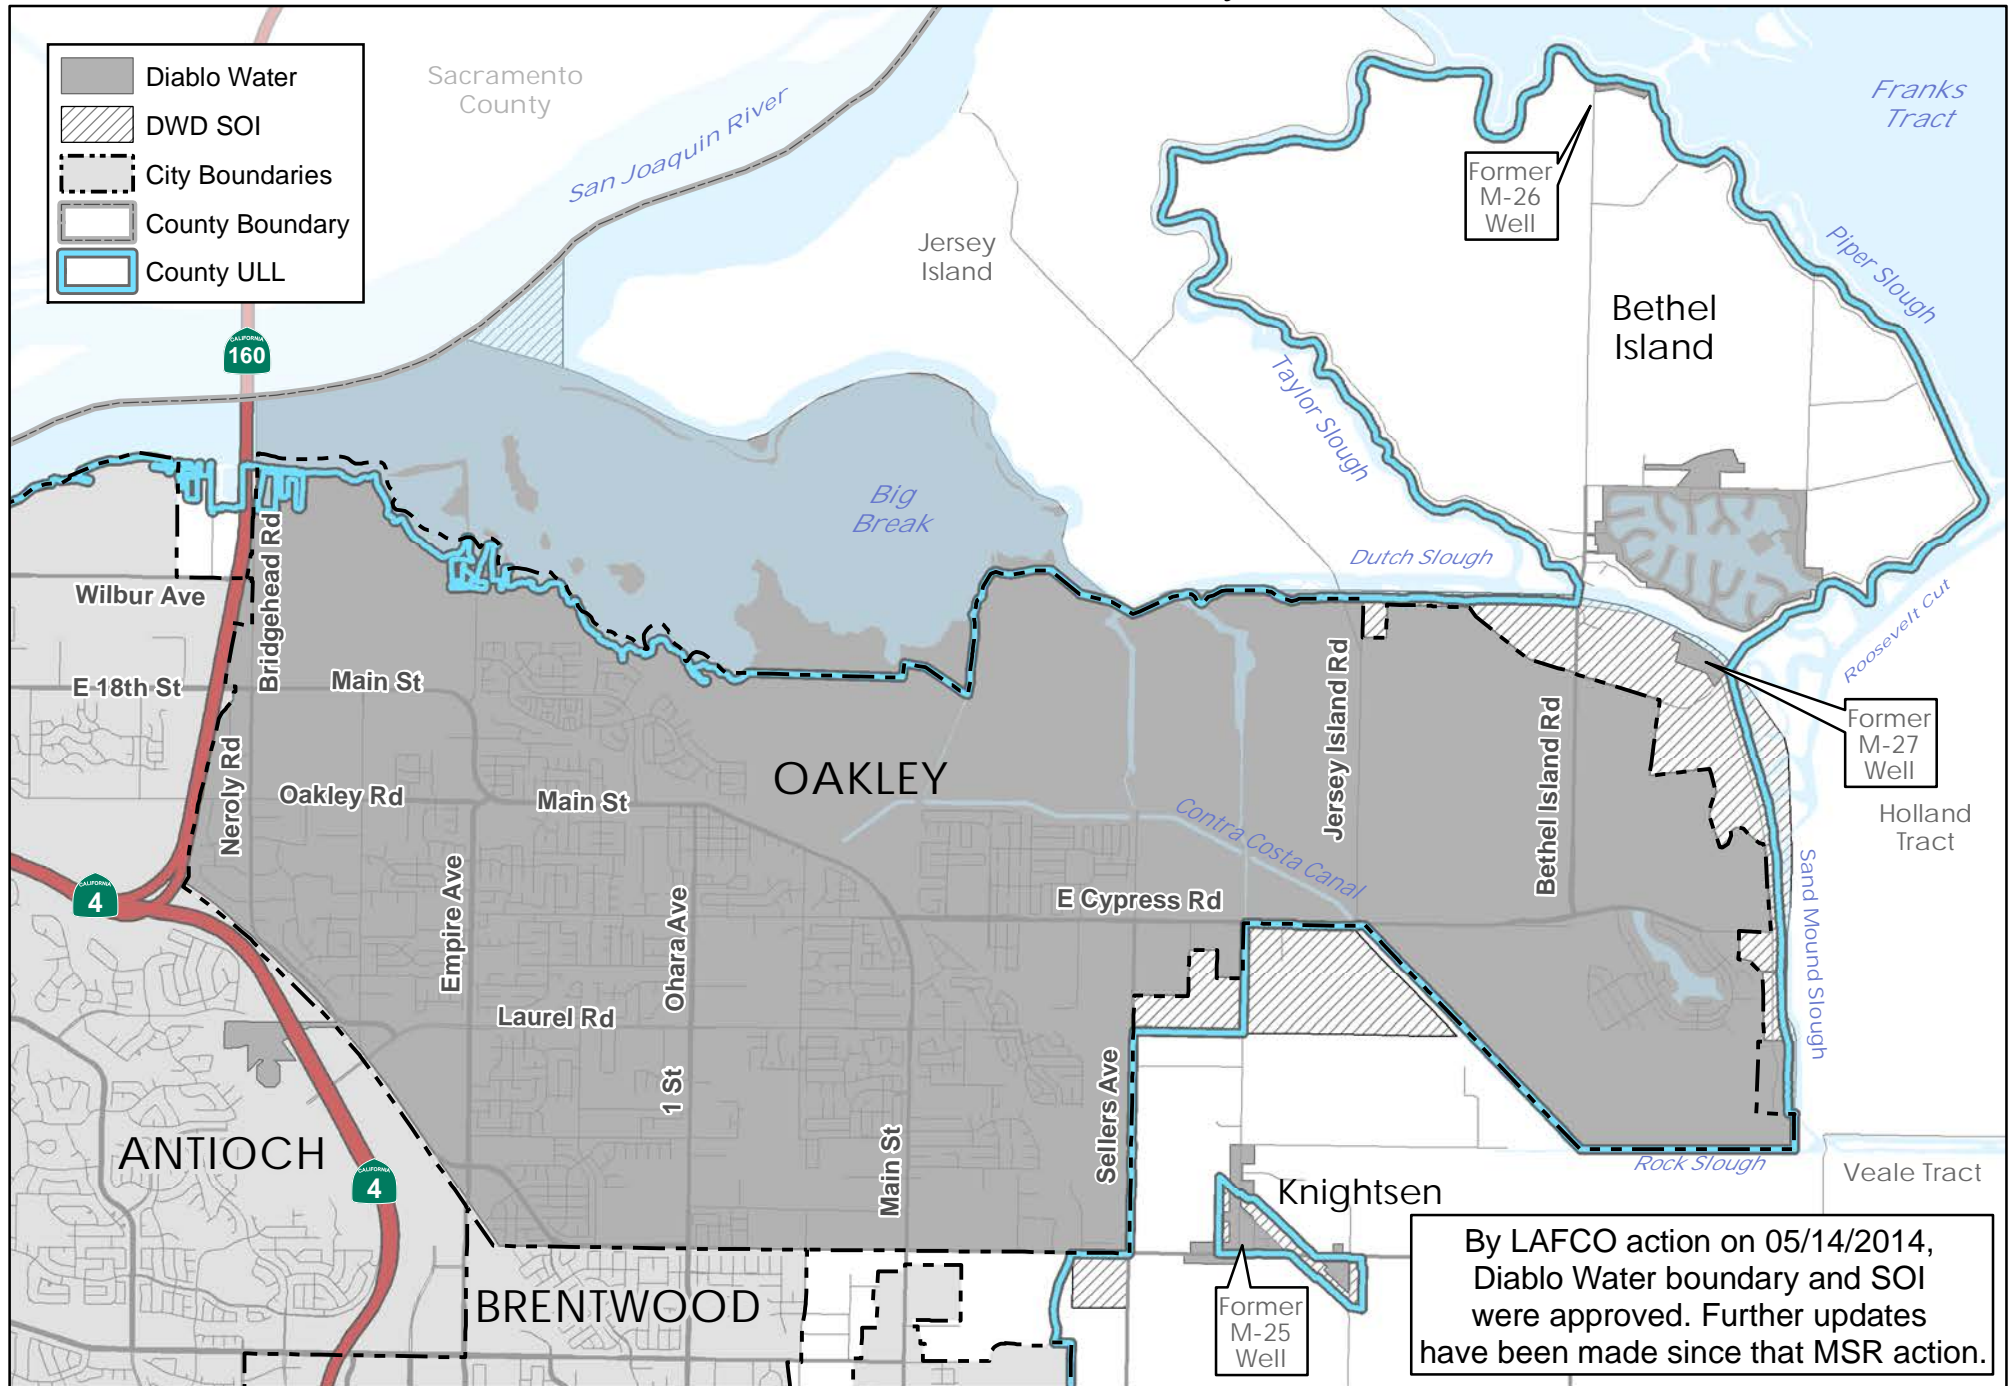 Diablo Water
DWD SOI
City Boundaries
County Boundary
County ULL
Sacramento
County
San Joaquin River
Franks
Tract
Former
M-26
Well
Jersey
Island
Piper Slough
Bethel
Island
CALIFORNIA
160
Taylor Slough
Big
Break
Dutch Slough
Roosevelt Cut
Wilbur Ave
Bridgehead Rd
E 18th St
Main St
Jersey Island Rd
Bethel Island Rd
Former
M-27
Well
Neroly Rd
OAKLEY
Oakley Rd
Main St
Contra Costa Canal
Holland
Tract
CALIFORNIA
4
Empire Ave
Ohara Ave
E Cypress Rd
Sand Mound Slough
Laurel Rd
1 St
Main St
Sellers Ave
ANTIOCH
CALIFORNIA
4
Rock Slough
Veale Tract
Knightsen
BRENTWOOD
Former
M-25
Well
By LAFCO action on 05/14/2014,
Diablo Water boundary and SOI
were approved. Further updates
have been made since that MSR action.